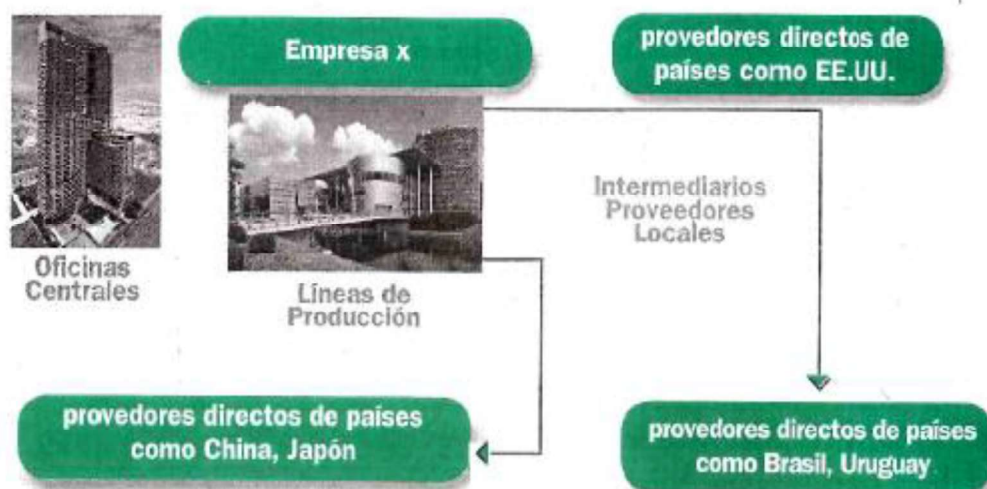 Empresa x
provedores directos de
países como EE.UU.
Intermediarios
Proveedores
Locales
Oficinas
Centrales
Líneas de
Producción
provedores directos de países
como China, Japón
provedores directos de países
como Brasil, Uruguay